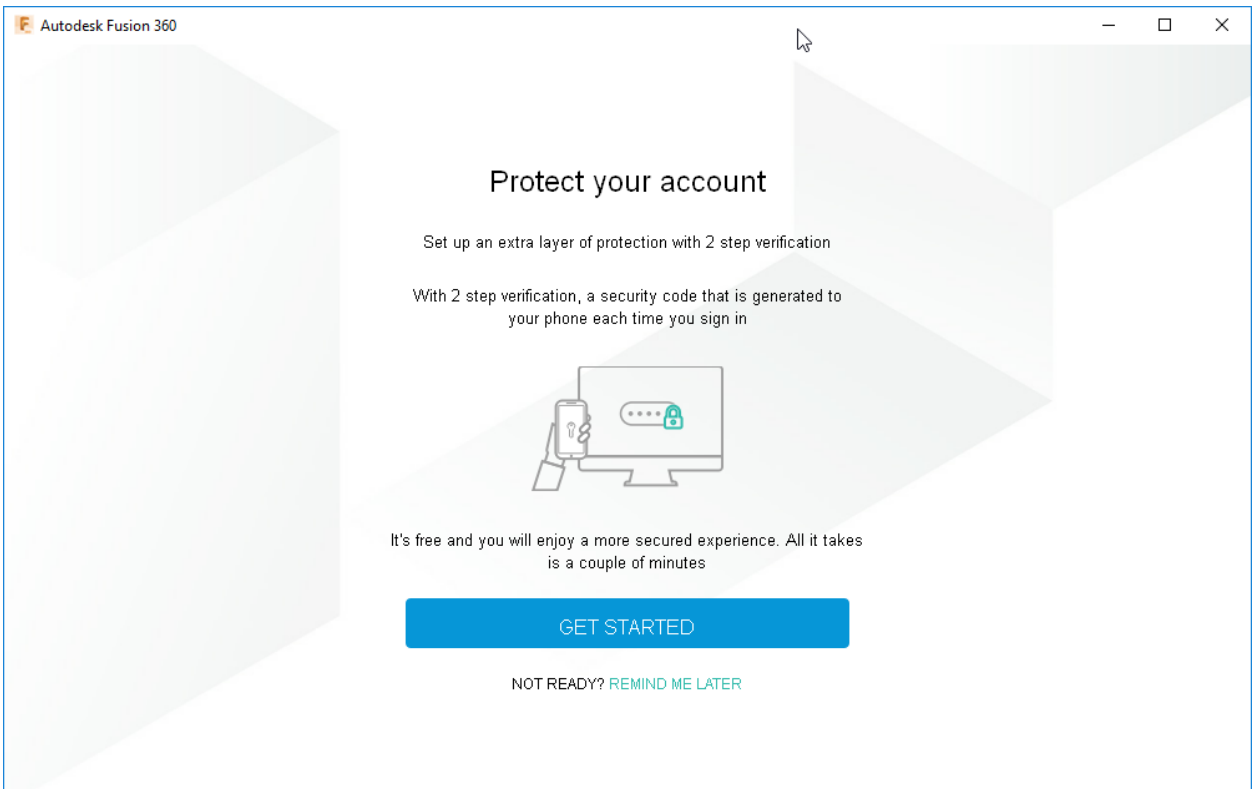 Autodesk Fusion 360
Protect your account
Set up an extra layer of protection with 2 step verification
With 2 step verification, a security code that is generated to
your phone each time you sign in
It's free and you will enjoy a more secured experience. All it takes
is a couple of minutes
GET STARTED
NOT READY? REMIND ME LATER